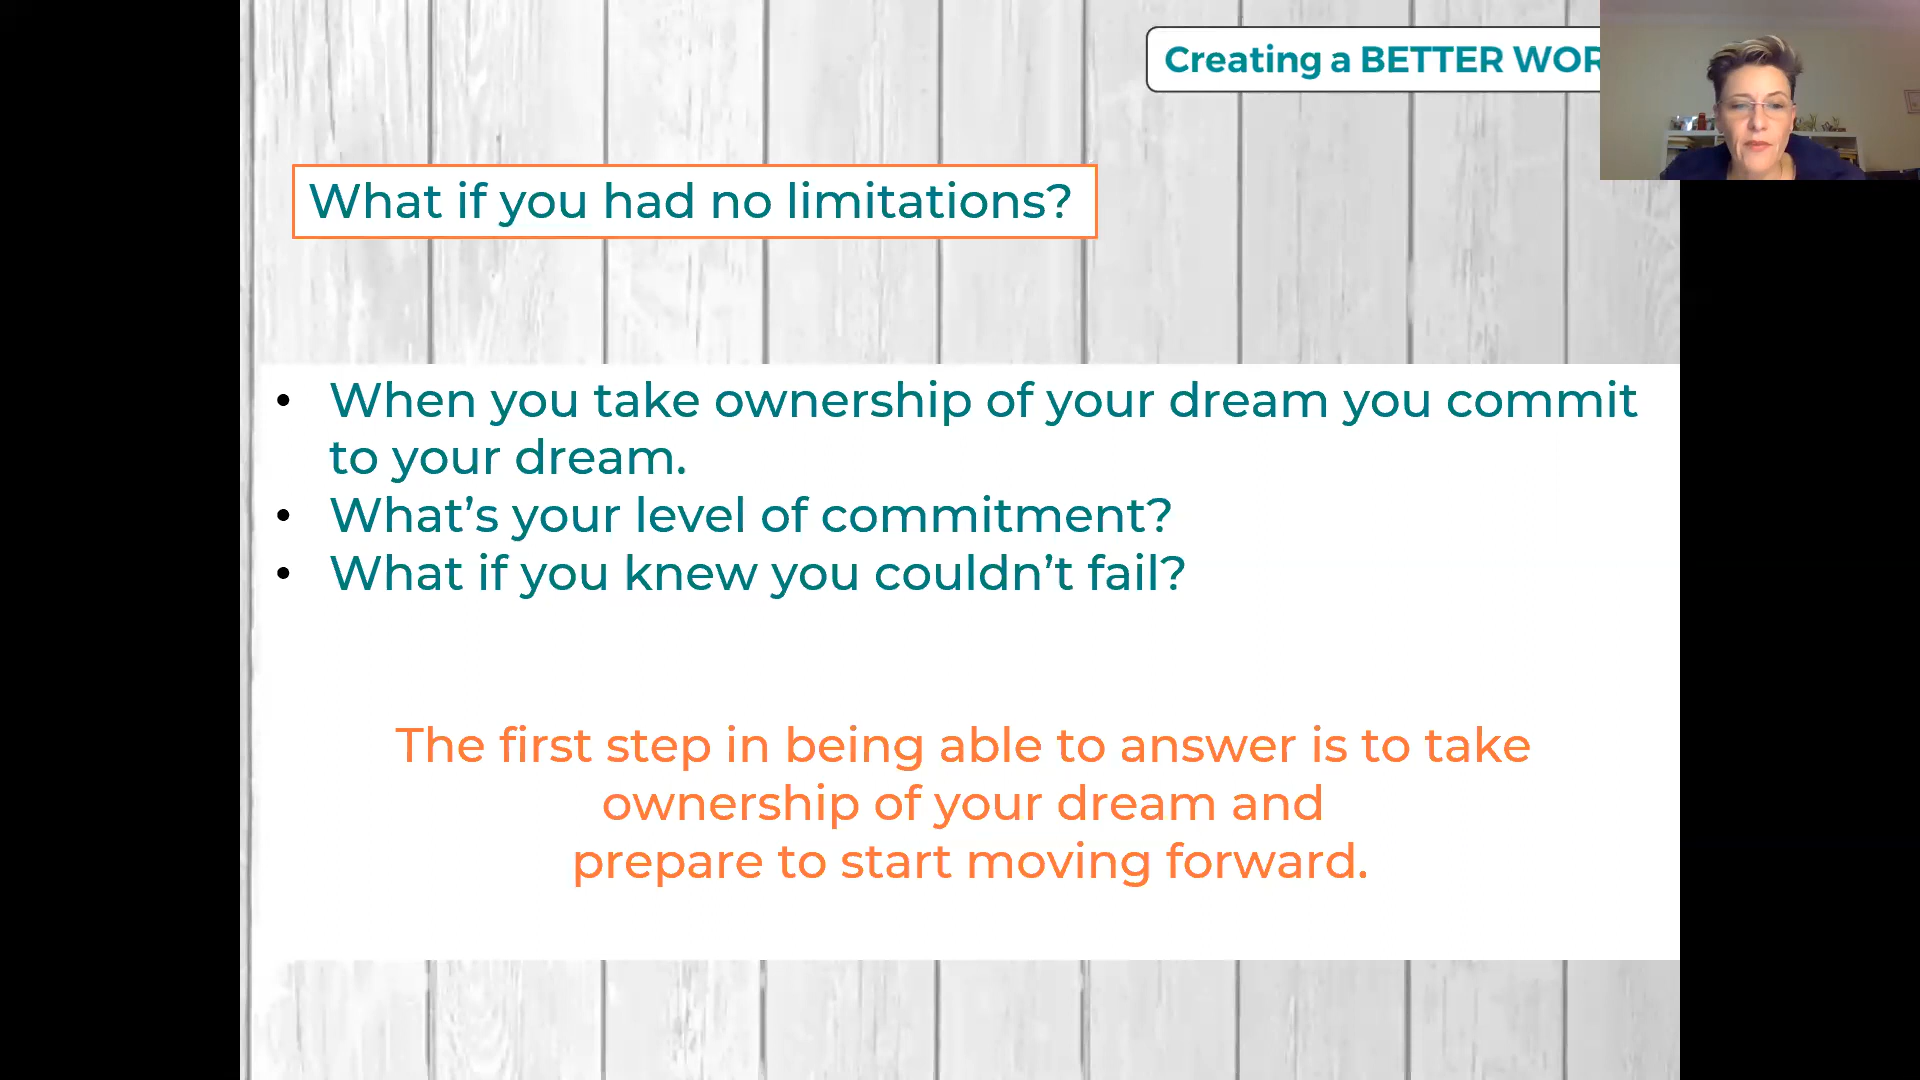 Creating a BETTER
What if you had no limitations?
• When you take ownership of your dream you commit
to your dream.
• What’s your level of commitment?
• What if you knew you couldn’t fail?
The first step in being able to answer is to take
ownership of your dream and
prepare to start moving forward.